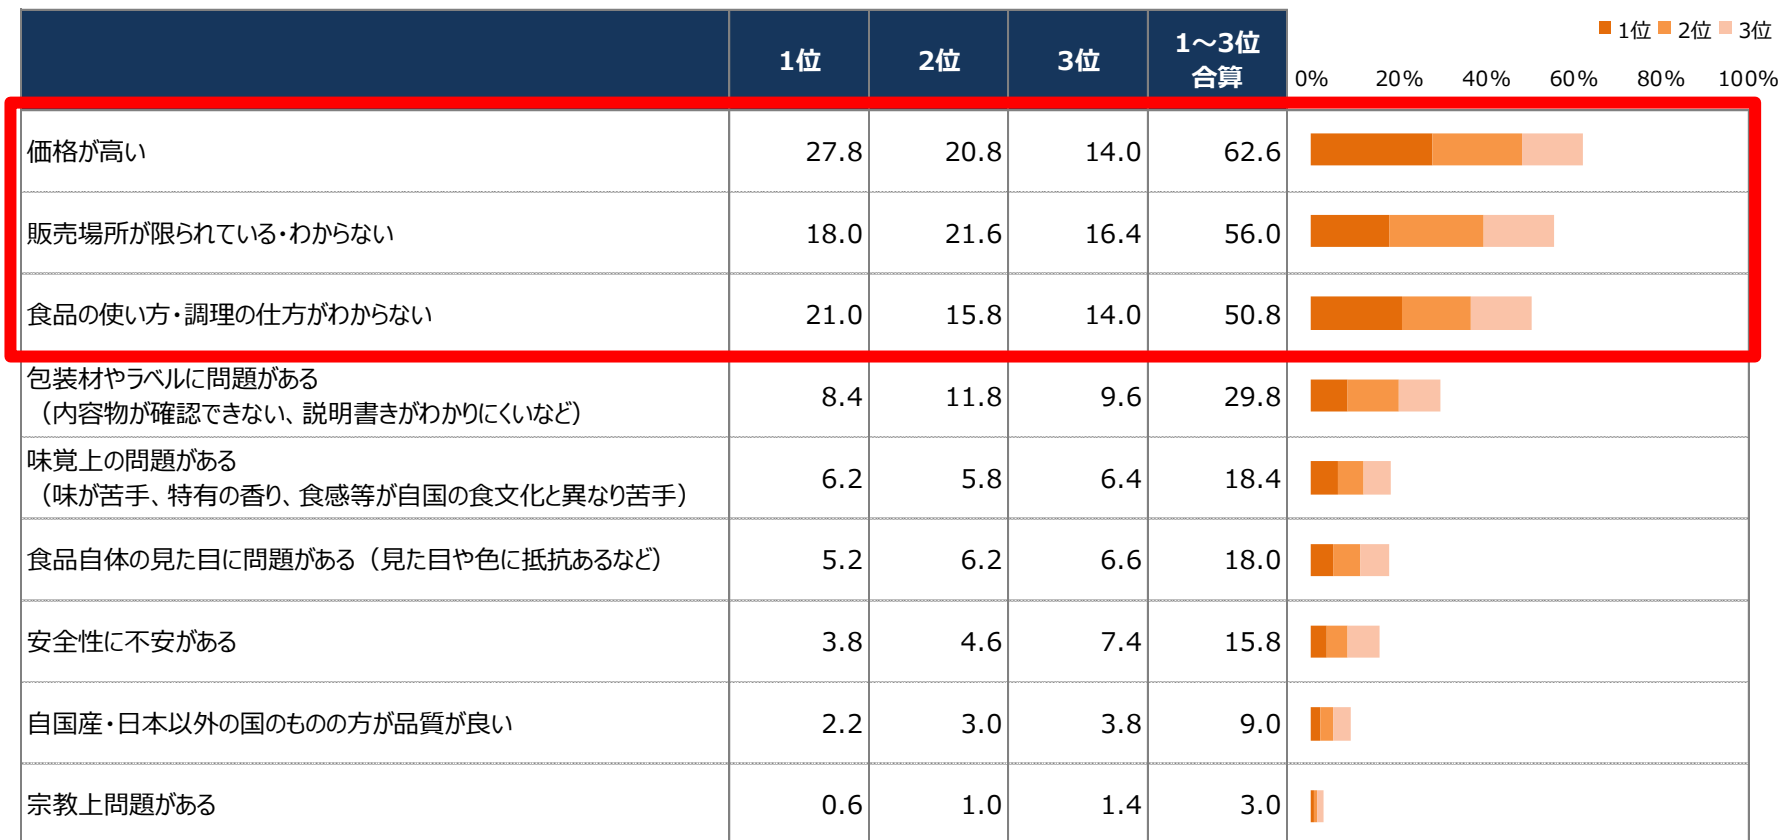 1位 2位 3位 1～3位
合算
■ 1位 ■ 2位 ■ 3位
0% 20% 40% 60% 80% 100%
価格が高い 27.8 20.8 14.0 62.6
販売場所が限られている・わからない 18.0 21.6 16.4 56.0
食品の使い方・調理の仕方がわからない 21.0 15.8 14.0 50.8
包装材やラベルに問題がある
（内容物が確認できない、説明書きがわかりにくいなど） 8.4 11.8 9.6 29.8
味覚上の問題がある
（味が苦手、特有の香り、食感等が自国の食文化と異なり苦手） 6.2 5.8 6.4 18.4
食品自体の見た目に問題がある（見た目や色に抵抗あるなど） 5.2 6.2 6.6 18.0
安全性に不安がある 3.8 4.6 7.4 15.8
自国産・日本以外の国のものの方が品質が良い 2.2 3.0 3.8 9.0
宗教上問題がある 0.6 1.0 1.4 3.0